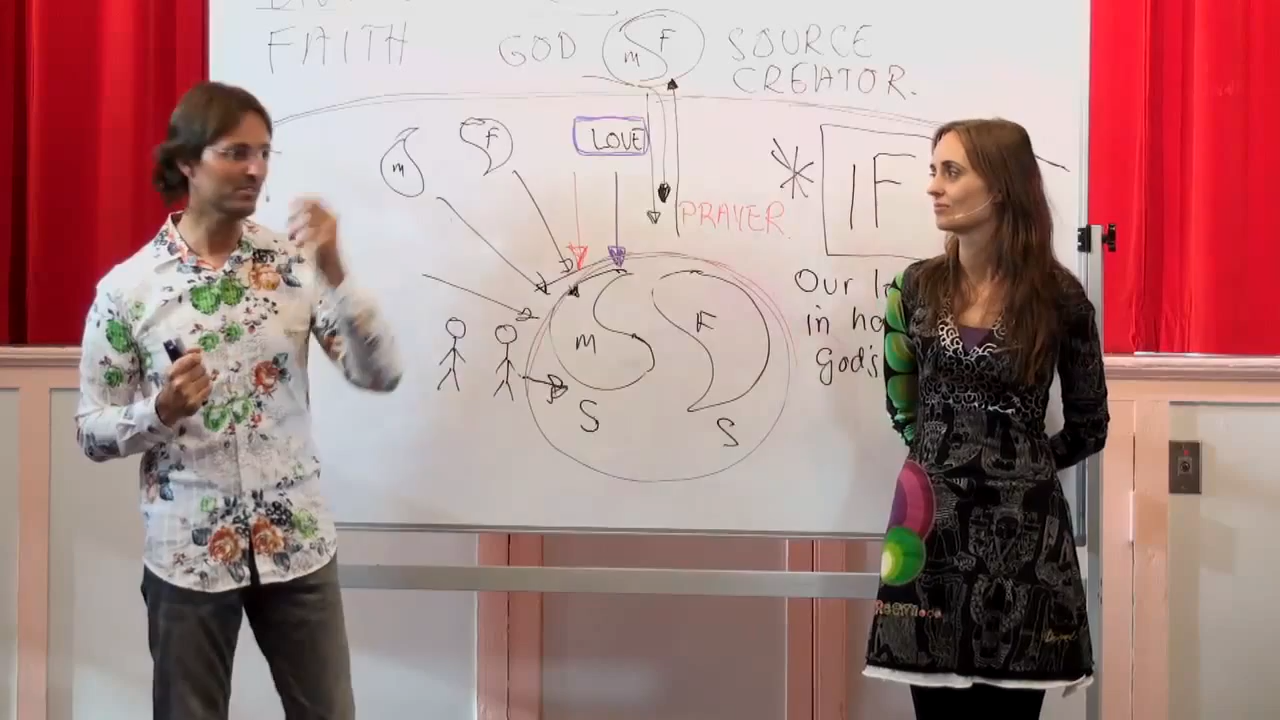 FAITH
GOD
M F
SOURCE
CREATOR.
M
F
LOVE
PRAYER
IF
Our
in
God's
M
F
S
S